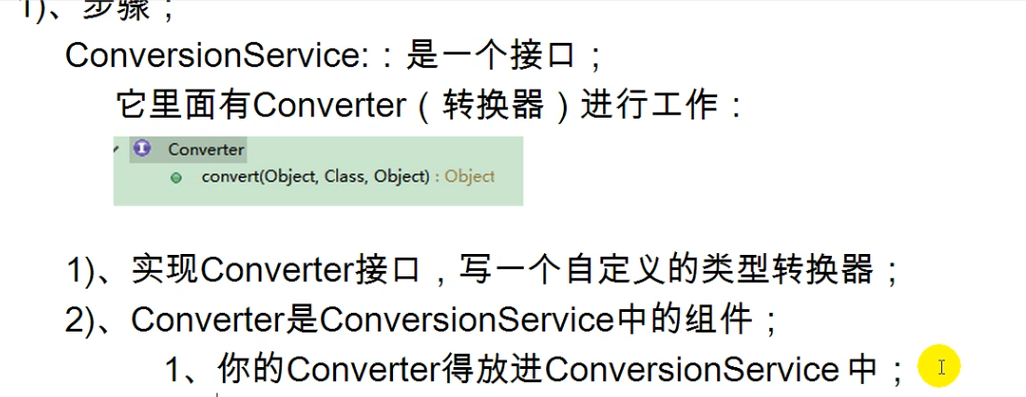 1)、步骤；
ConversionService:：是一个接口；
它里面有Converter（转换器）进行工作：
Converter
convert(Object, Class, Object) : Object
1)、实现Converter接口，写一个自定义的类型转换器；
2)、Converter是ConversionService中的组件；
1、你的Converter得放进ConversionService 中；